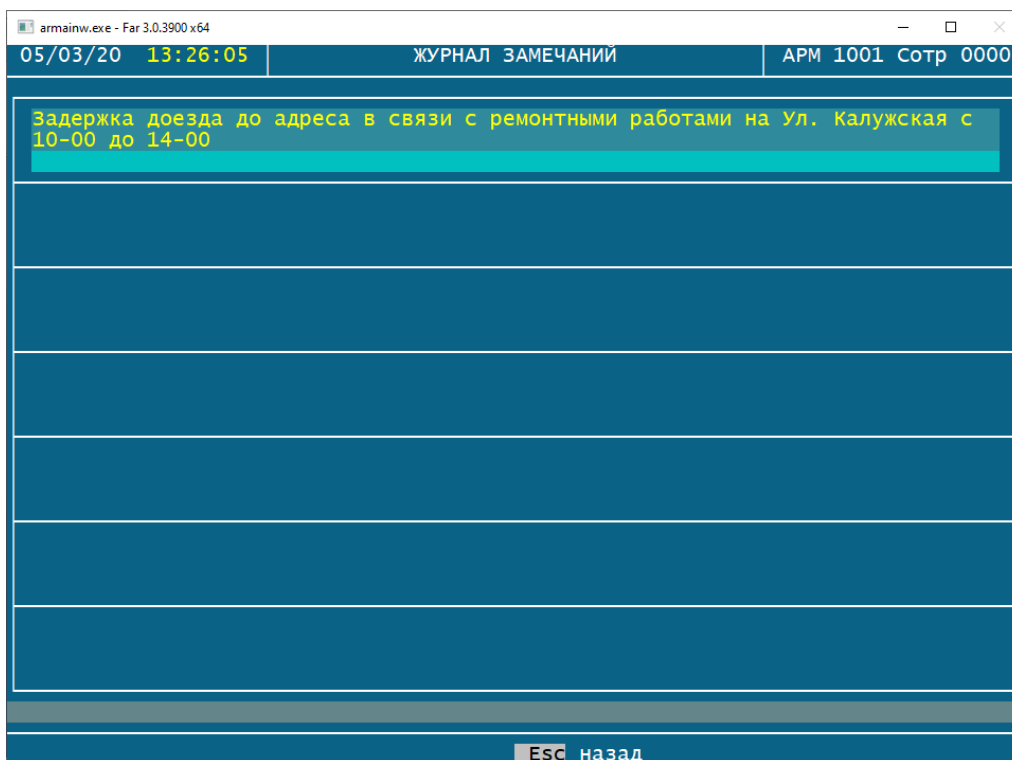 armainw.exe - Far 3.0.3900 x64
05/03/20 13:26:05 ЖУРНАЛ ЗАМЕЧАНИЙ АРМ 1001 Сотр 0000
Задержка доезда до адреса в связи с ремонтными работами на Ул. Калужская с
10-00 до 14-00
Esc назад